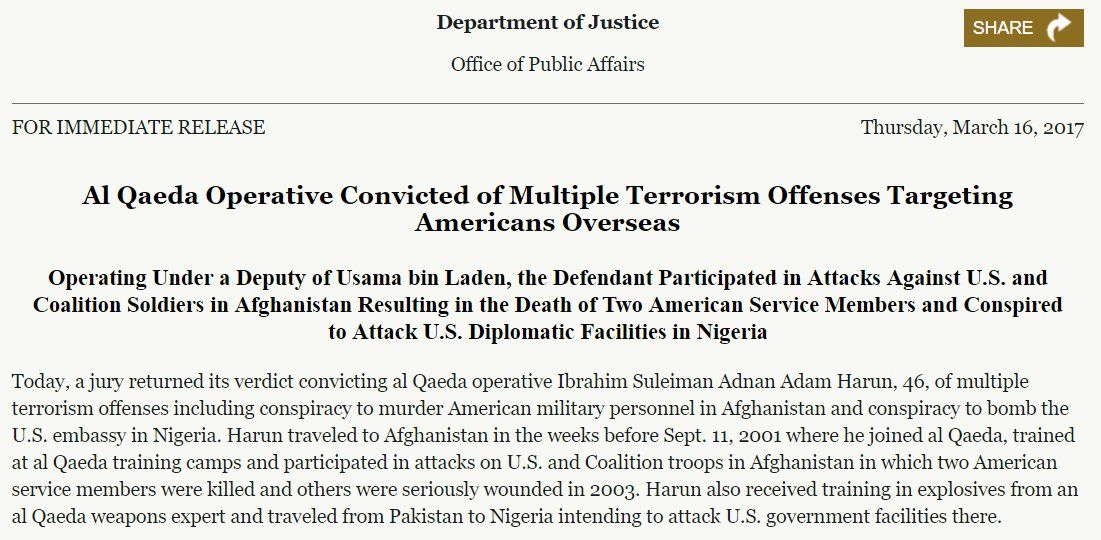 Department of Justice
SHARE
Office of Public Affairs
FOR IMMEDIATE RELEASE
Thursday, March 16, 2017
Al Qaeda Operative Convicted of Multiple Terrorism Offenses Targeting
Americans Overseas
Operating Under a Deputy of Usama bin Laden, the Defendant Participated in Attacks Against U.S. and
Coalition Soldiers in Afghanistan Resulting in the Death of Two American Service Members and Conspired
to Attack U.S. Diplomatic Facilities in Nigeria
Today, a jury returned its verdict convicting al Qaeda operative Ibrahim Suleiman Adnan Adam Harun, 46, of multiple
terrorism offenses including conspiracy to murder American military personnel in Afghanistan and conspiracy to bomb the
U.S. embassy in Nigeria. Harun traveled to Afghanistan in the weeks before Sept. 11, 2001 where he joined al Qaeda, trained
at al Qaeda training camps and participated in attacks on U.S. and Coalition troops in Afghanistan in which two American
service members were killed and others were seriously wounded in 2003. Harun also received training in explosives from an
al Qaeda weapons expert and traveled from Pakistan to Nigeria intending to attack U.S. government facilities there.